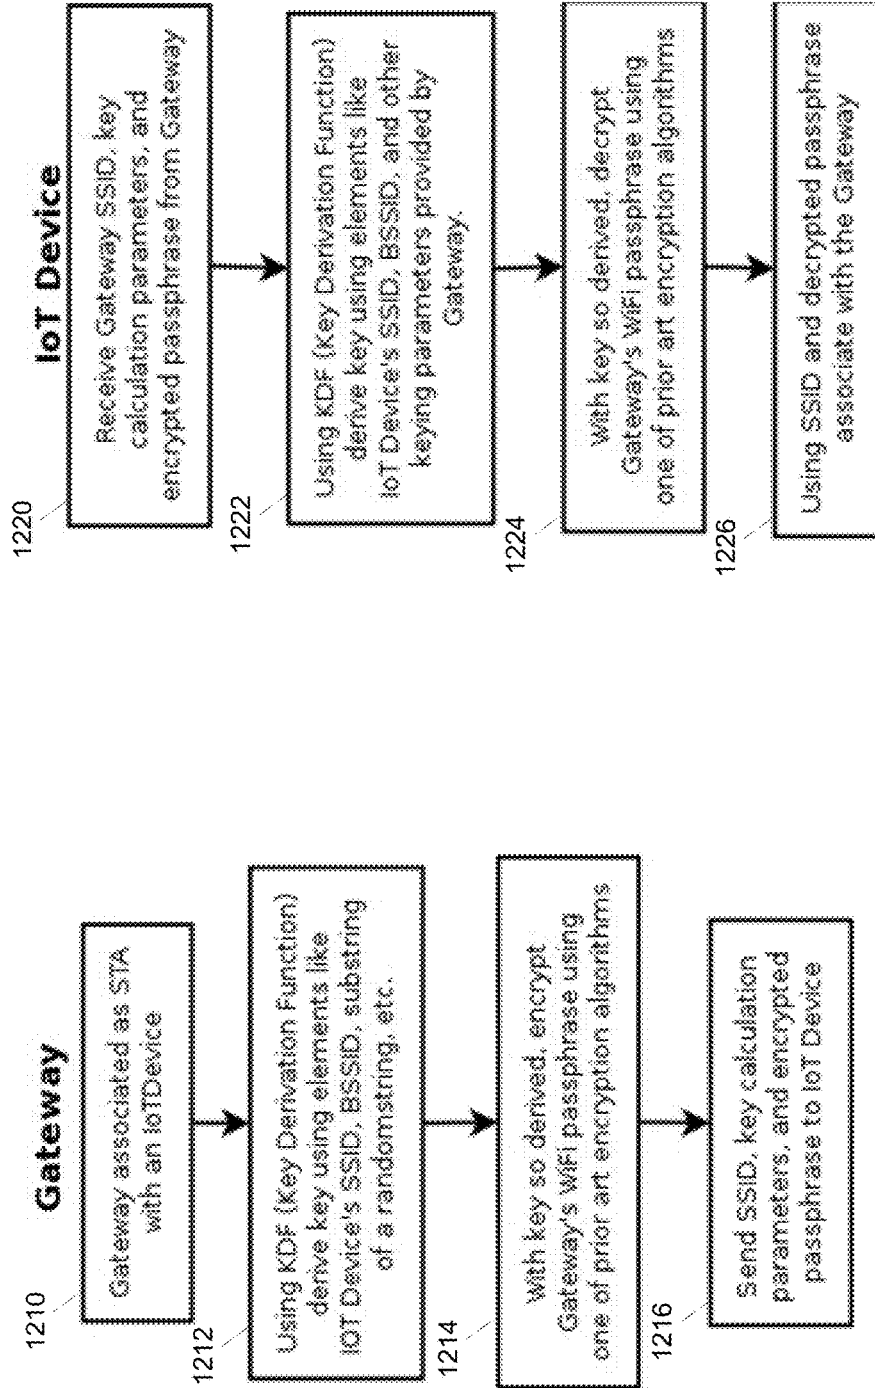 Gateway
1210
Gateway associated as STA
with an IoTDevice
1212
Using KDF (Key Derivation Function)
derive key using elements like
IOT Device's SSID, BSSID, substring
of a randomstring, etc.
1214
With key so derived, encrypt
Gateway's WiFi passphrase using
one of prior art encryption algorithms
1216
Send SSID, key calculation
parameters, and encrypted
passphrase to IoT Device
IoT Device
1220
Receive Gateway SSID, key
calculation parameters, and
encrypted passphrase from Gateway
1222
Using KDF (Key Derivation Function)
derive key using elements like
IoT Device's SSID, BSSID, and other
keying parameters provided by
Gateway.
1224
With key so derived, decrypt
Gateway's WiFi passphrase using
one of prior art encryption algorithms
1226
Using SSID and decrypted passphrase
associate with the Gateway